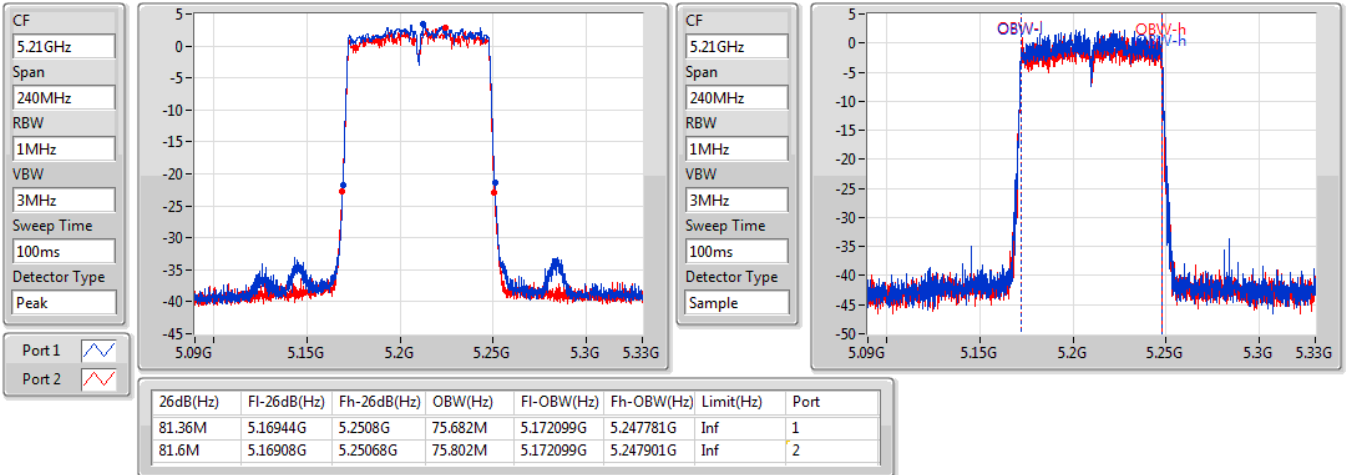 CF
5.21GHz
Span
240MHz
RBW
1MHz
VBW
3MHz
Sweep Time
100ms
Detector Type
Peak
Port 1
Port 2
5
0
-5
-10
-15
-20
-25
-30
-35
-40
-45
5.09G 5.15G 5.2G 5.25G 5.3G 5.33G
CF
5.21GHz
Span
240MHz
RBW
1MHz
VBW
3MHz
Sweep Time
100ms
Detector Type
Sample
5
0
-5
-10
-15
-20
-25
-30
-35
-40
-45
-50
OBW-l OBW-h
OBW-h
5.09G 5.15G 5.2G 5.25G 5.3G 5.33G
26dB(Hz) Fl-26dB(Hz) Fh-26dB(Hz) OBW(Hz) Fl-OBW(Hz) Fh-OBW(Hz) Limit(Hz) Port
81.36M 5.16944G 5.2508G 75.682M 5.172099G 5.247781G Inf 1
81.6M 5.16908G 5.25068G 75.802M 5.172099G 5.247901G Inf 2